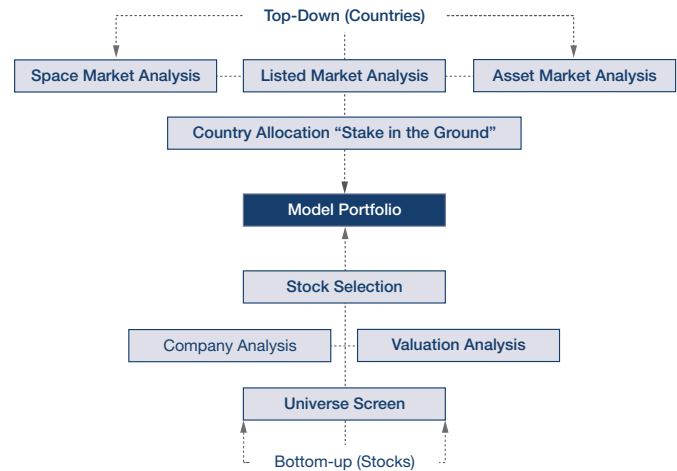 Top-Down (Countries)
Space Market Analysis
Listed Market Analysis
Asset Market Analysis
Country Allocation “Stake in the Ground”
Model Portfolio
Stock Selection
Company Analysis
Valuation Analysis
Universe Screen
Bottom-up (Stocks)